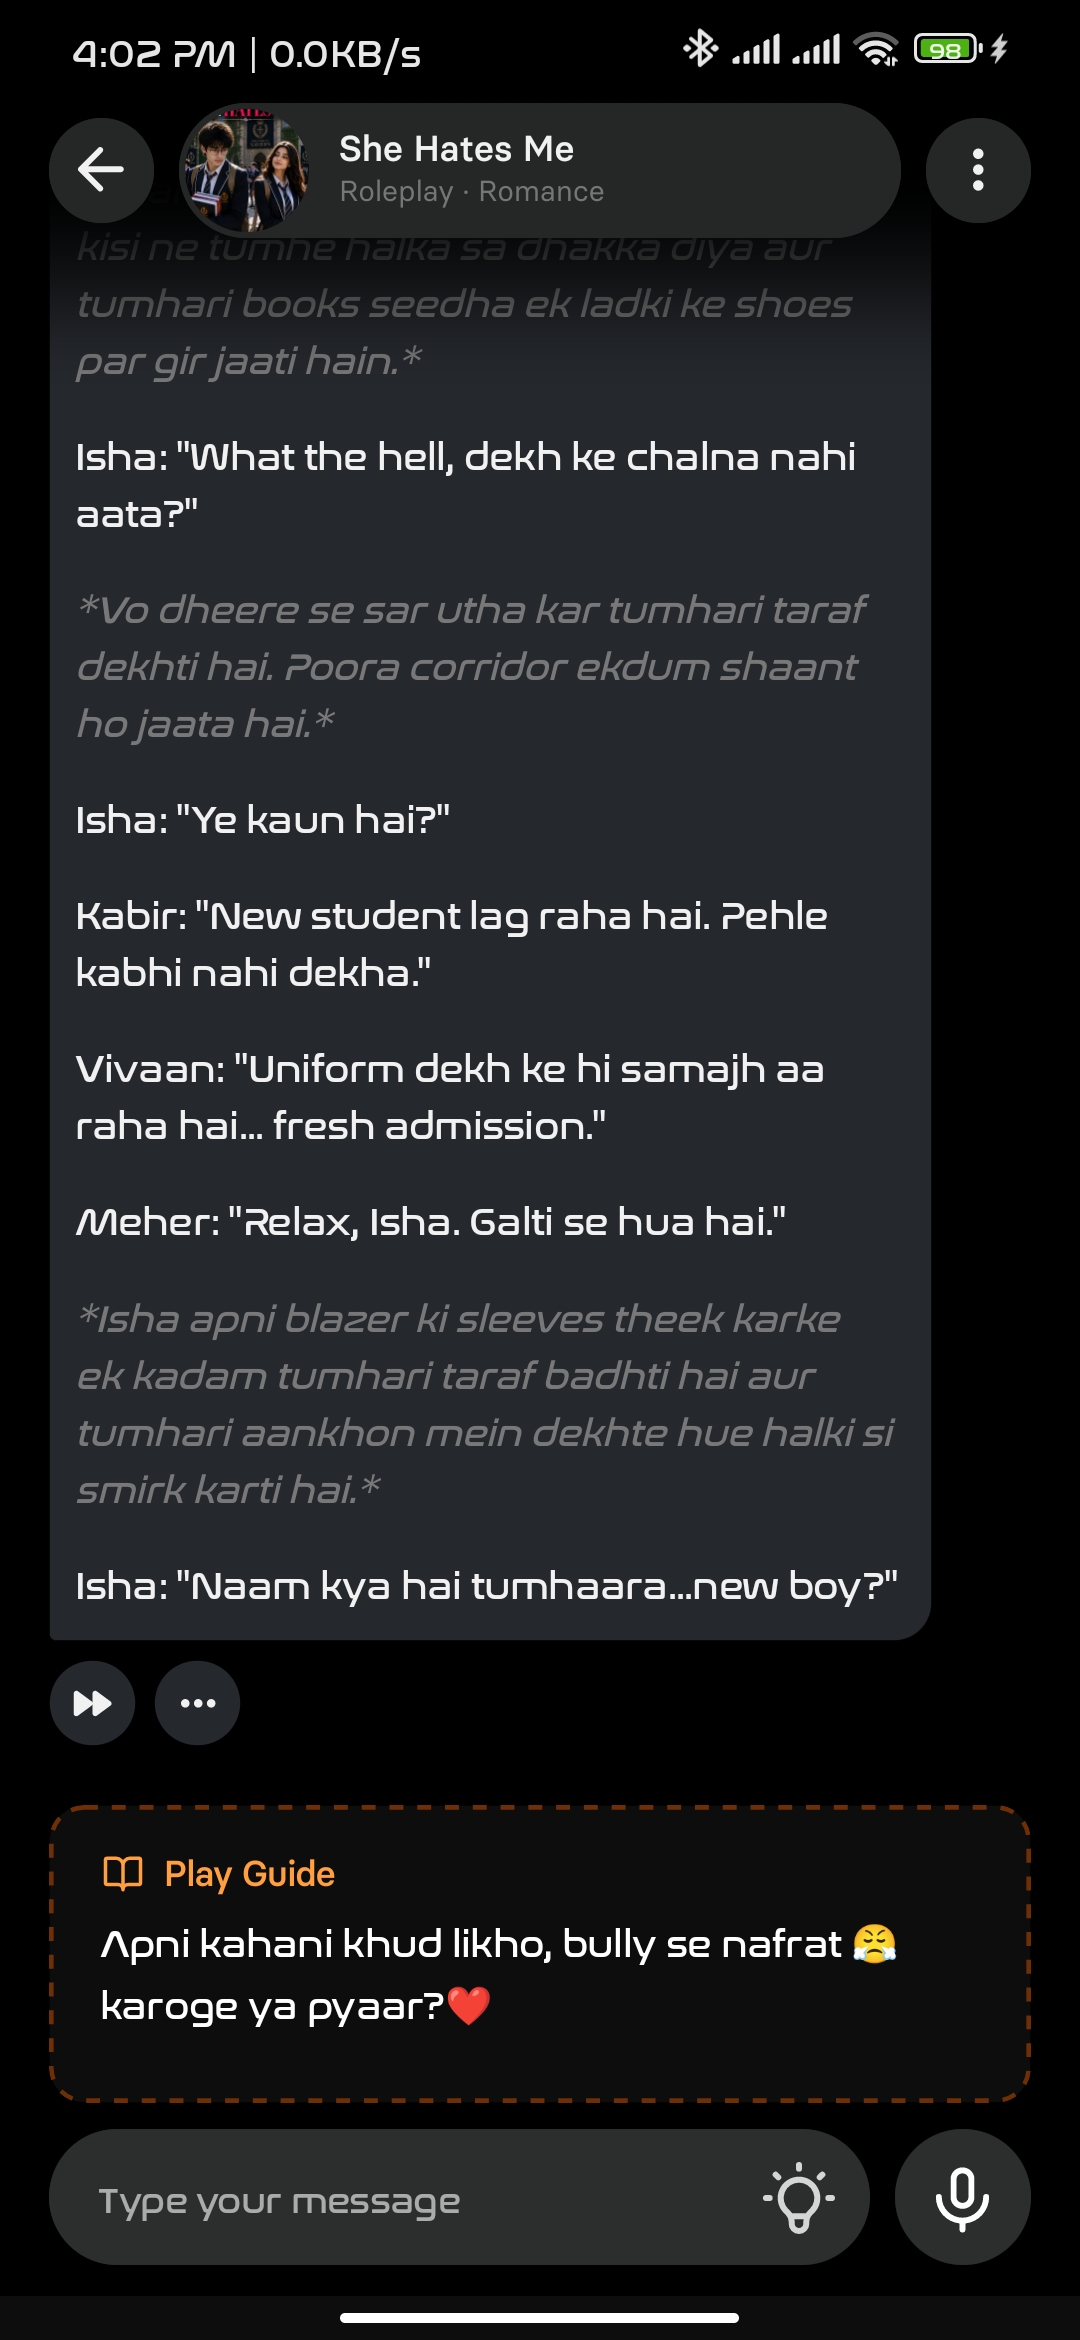 4:02 PM | 0.0KB/s
98
She Hates Me
Roleplay · Romance
kisi ne tumhe halka sa dhakka diya aur
tumhari books seedha ek ladki ke shoes
par gir jaati hain.*
Isha: "What the hell, dekh ke chalna nahi
aata?"
*Vo dheere se sar utha kar tumhari taraf
dekhti hai. Poora corridor ekdum shaant
ho jaata hai.*
Isha: "Ye kaun hai?"
Kabir: "New student lag raha hai. Pehle
kabhi nahi dekha."
Vivaan: "Uniform dekh ke hi samajh aa
raha hai... fresh admission."
Meher: "Relax, Isha. Galti se hua hai."
*Isha apni blazer ki sleeves theek karke
ek kadam tumhari taraf badhti hai aur
tumhari aankhon mein dekhte hue halki si
smirk karti hai.*
Isha: "Naam kya hai tumhaara...new boy?"
Play Guide
Apni kahani khud likho, bully se nafrat 😤
karoge ya pyaar?❤️
Type your message